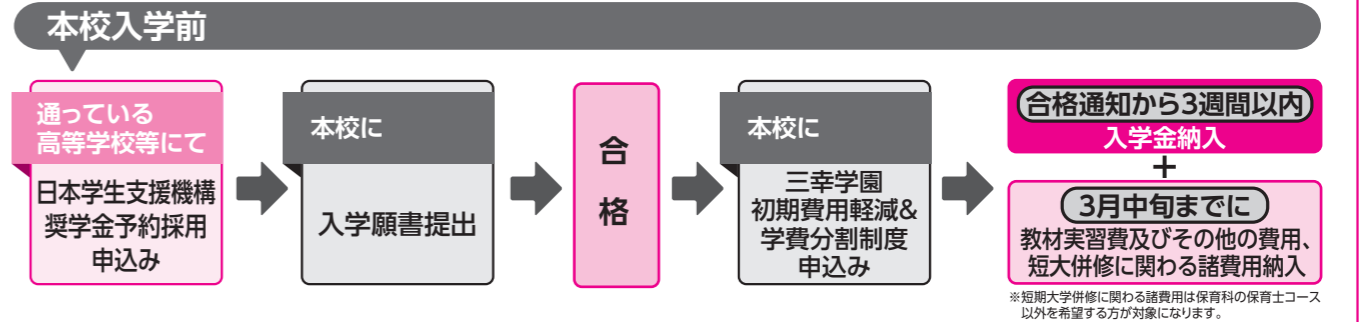 本校入学前
通っている
高等学校等にて
日本学生支援機構
奨学金予約採用
申込み
本校に
入学願書提出
合
格
本校に
三幸学園
初期費用軽減&
学費分割制度
申込み
合格通知から3週間以内
入学金納入
+
3月中旬までに
教材実習費及びその他の費用、
短大併修に関わる諸費用納入
※短期大学併修に関わる諸費用は保育科の保育士コース
以外を希望する方が対象になります。